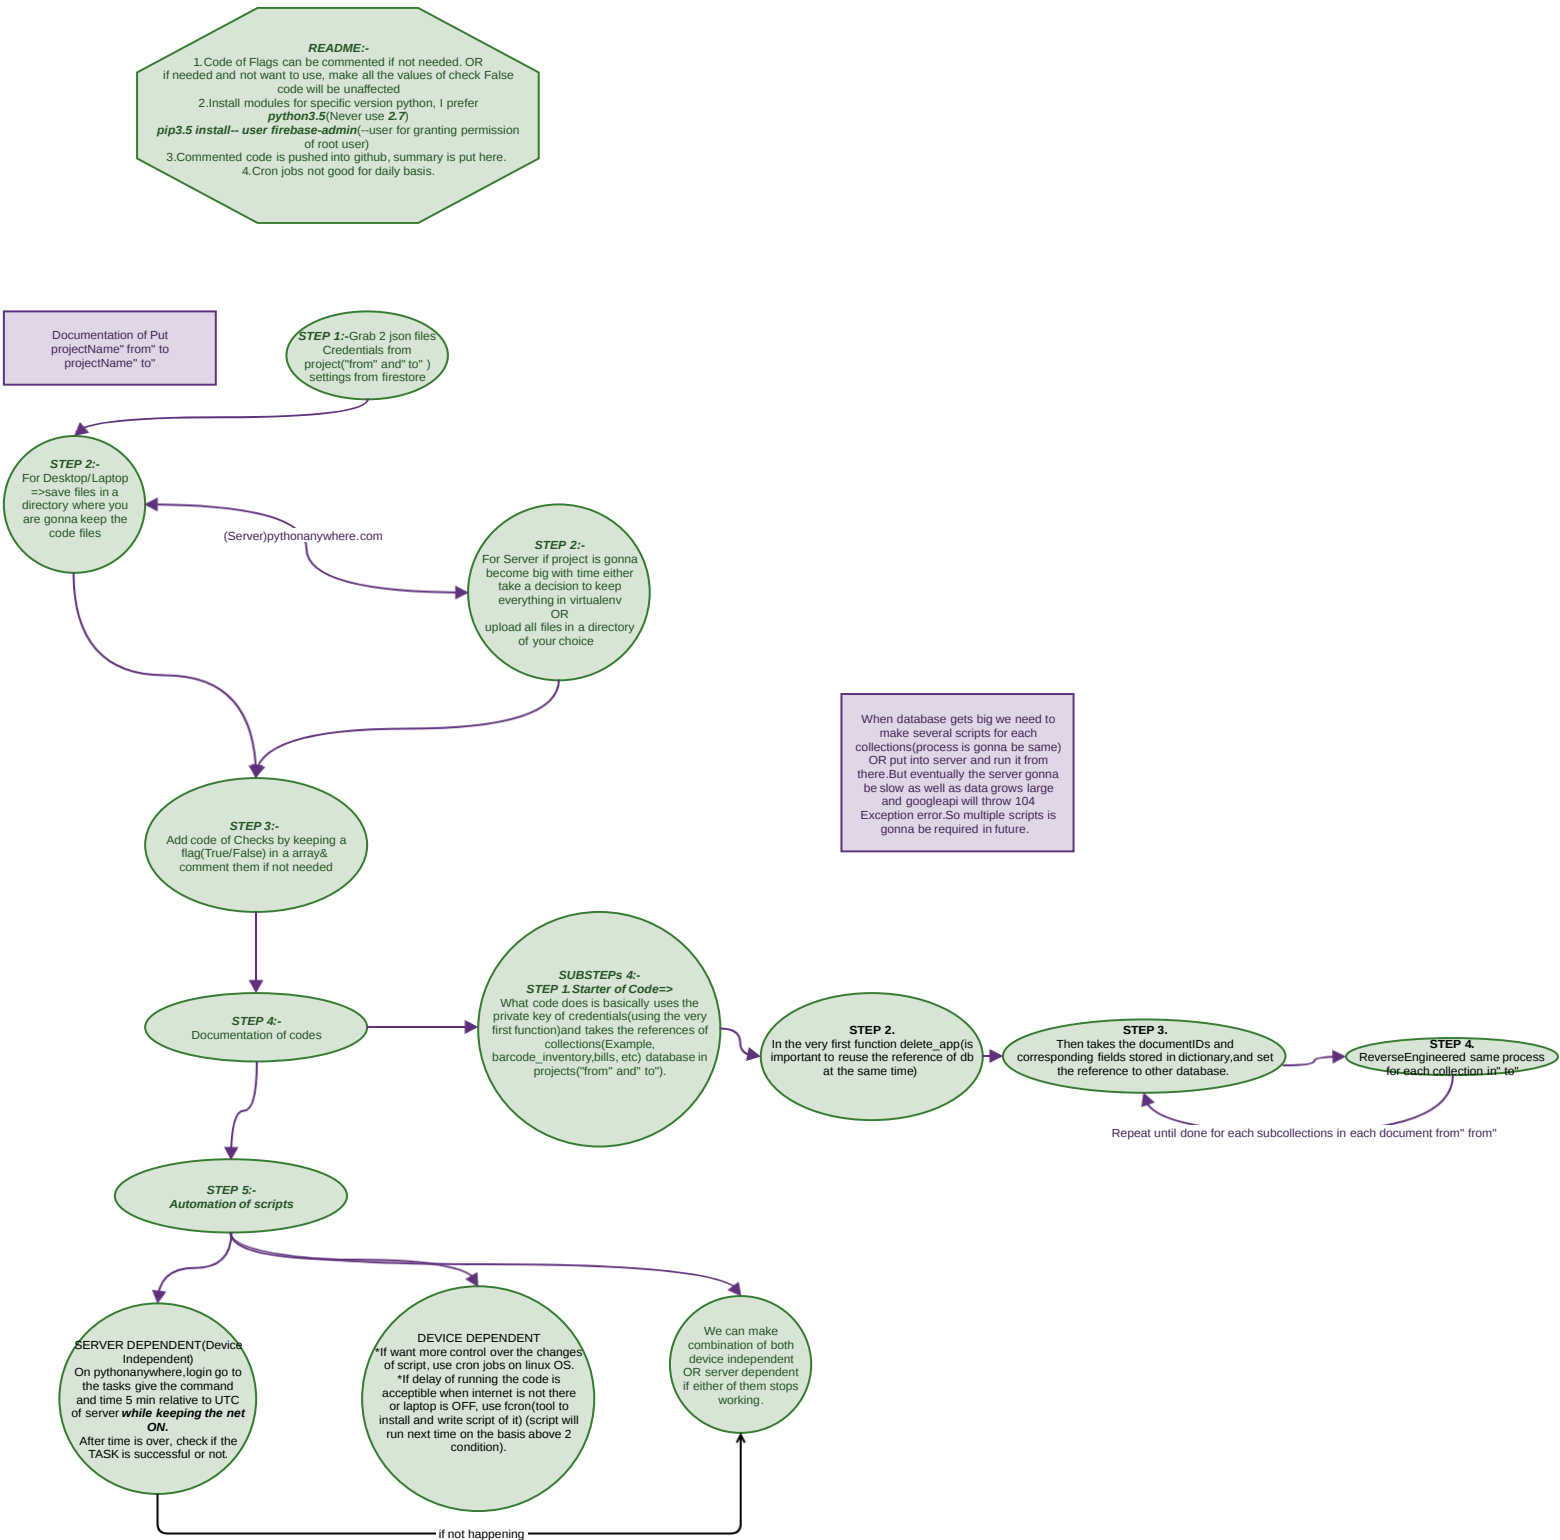 README:-
1.Code of Flags can be commented if not needed. OR
if needed and not want to use, make all the values of check False
code will be unaffected
2.Install modules for specific version python, I prefer
python3.5(Never use 2.7)
pip3.5 install-- user firebase-admin(--user for granting permission
of root user)
3.Commented code is pushed into github, summary is put here.
4.Cron jobs not good for daily basis.
Documentation of Put
projectName" from" to
projectName" to"
STEP 1:-Grab 2 json files
Credentials from
project("from" and" to" )
settings from firestore
STEP 2:-
For Desktop/Laptop
=>save files in a
directory where you
are gonna keep the
code files
(Server)pythonanywhere.com
STEP 2:-
For Server if project is gonna
become big with time either
take a decision to keep
everything in virtualenv
OR
upload all files in a directory
of your choice
When database gets big we need to
make several scripts for each
collections(process is gonna be same)
OR put into server and run it from
there.But eventually the server gonna
be slow as well as data grows large
and googleapi will throw 104
Exception error.So multiple scripts is
gonna be required in future.
STEP 3:-
Add code of Checks by keeping a
flag(True/False) in a array&
comment them if not needed
STEP 4:-
Documentation of codes
SUBSTEPs 4:-
STEP 1.Starter of Code=>
What code does is basically uses the
private key of credentials(using the very
first function)and takes the references of
collections(Example,
barcode_inventory,bills, etc) database in
projects("from" and" to").
STEP 2.
In the very first function delete_app(is
important to reuse the reference of db
at the same time)
STEP 3.
Then takes the documentIDs and
corresponding fields stored in dictionary,and set
the reference to other database.
STEP 4.
ReverseEngineered same process
for each collection in" to"
Repeat until done for each subcollections in each document from" from"
STEP 5:-
Automation of scripts
SERVER DEPENDENT(Device
Independent)
On pythonanywhere,login go to
the tasks give the command
and time 5 min relative to UTC
of server while keeping the net
ON.
After time is over, check if the
TASK is successful or not.
DEVICE DEPENDENT
*If want more control over the changes
of script, use cron jobs on linux OS.
*If delay of running the code is
acceptible when internet is not there
or laptop is OFF, use fcron(tool to
install and write script of it) (script will
run next time on the basis above 2
condition).
We can make
combination of both
device independent
OR server dependent
if either of them stops
working.
if not happening